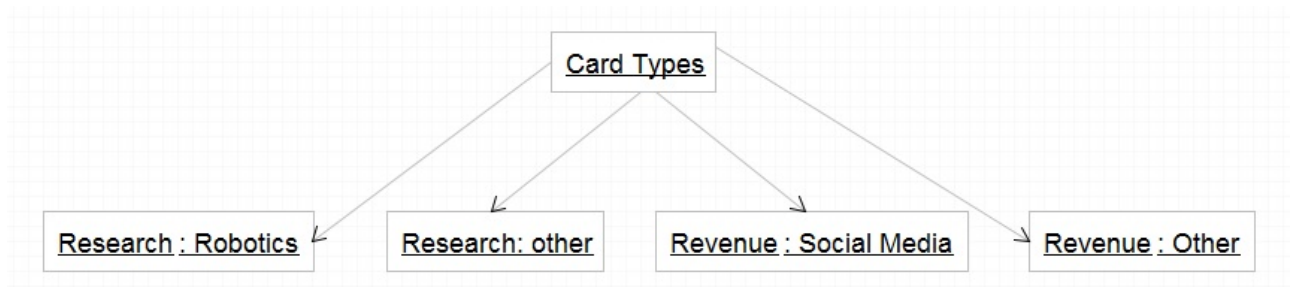 Card Types
Research : Robotics
Research: other
Revenue : Social Media
Revenue : Other